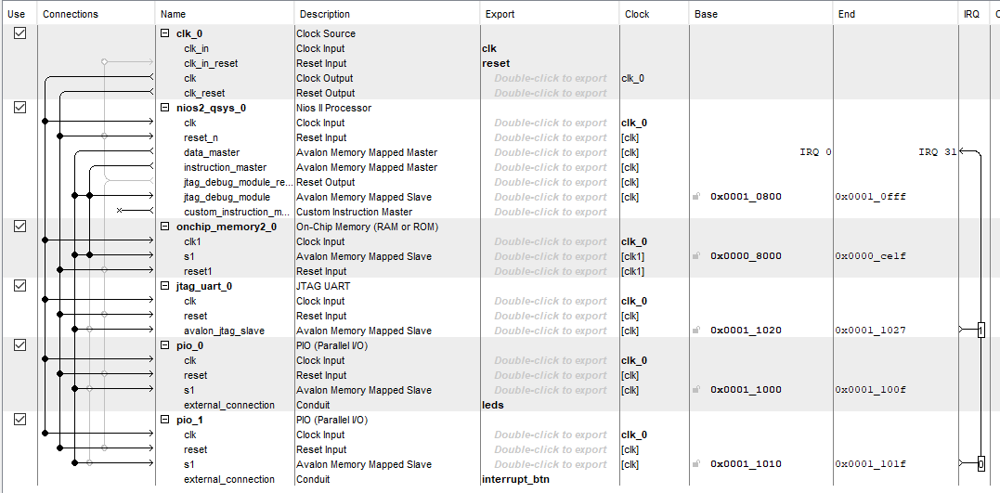 Use Connections Name Description Export Clock Base End IRQ
clk_0 Clock Source
clk_in Clock Input clk
clk_in_reset Reset Input reset
clk Clock Output Double-click to export clk_0
clk_reset Reset Output Double-click to export
nios2_qsys_0 Nios II Processor
clk Clock Input Double-click to export clk_0
reset_n Reset Input Double-click to export [clk]
data_master Avalon Memory Mapped Master Double-click to export [clk] IRQ 0 IRQ 31
instruction_master Avalon Memory Mapped Master Double-click to export [clk]
jtag_debug_module_re... Reset Output Double-click to export [clk]
jtag_debug_module Avalon Memory Mapped Slave Double-click to export [clk] 0x0001_0800 0x0001_0fff
custom_instruction_m... Custom Instruction Master Double-click to export
onchip_memory2_0 On-Chip Memory (RAM or ROM)
clk1 Clock Input Double-click to export clk_0
s1 Avalon Memory Mapped Slave Double-click to export [clk1] 0x0000_8000 0x0000_ce1f
reset1 Reset Input Double-click to export [clk1]
jtag_uart_0 JTAG UART
clk Clock Input Double-click to export clk_0
reset Reset Input Double-click to export [clk]
avalon_jtag_slave Avalon Memory Mapped Slave Double-click to export [clk] 0x0001_1020 0x0001_1027 1
pio_0 PIO (Parallel I/O)
clk Clock Input Double-click to export clk_0
reset Reset Input Double-click to export [clk]
s1 Avalon Memory Mapped Slave Double-click to export [clk] 0x0001_1000 0x0001_100f
external_connection Conduit leds
pio_1 PIO (Parallel I/O)
clk Clock Input Double-click to export clk_0
reset Reset Input Double-click to export [clk]
s1 Avalon Memory Mapped Slave Double-click to export [clk] 0x0001_1010 0x0001_101f 0
external_connection Conduit interrupt_btn